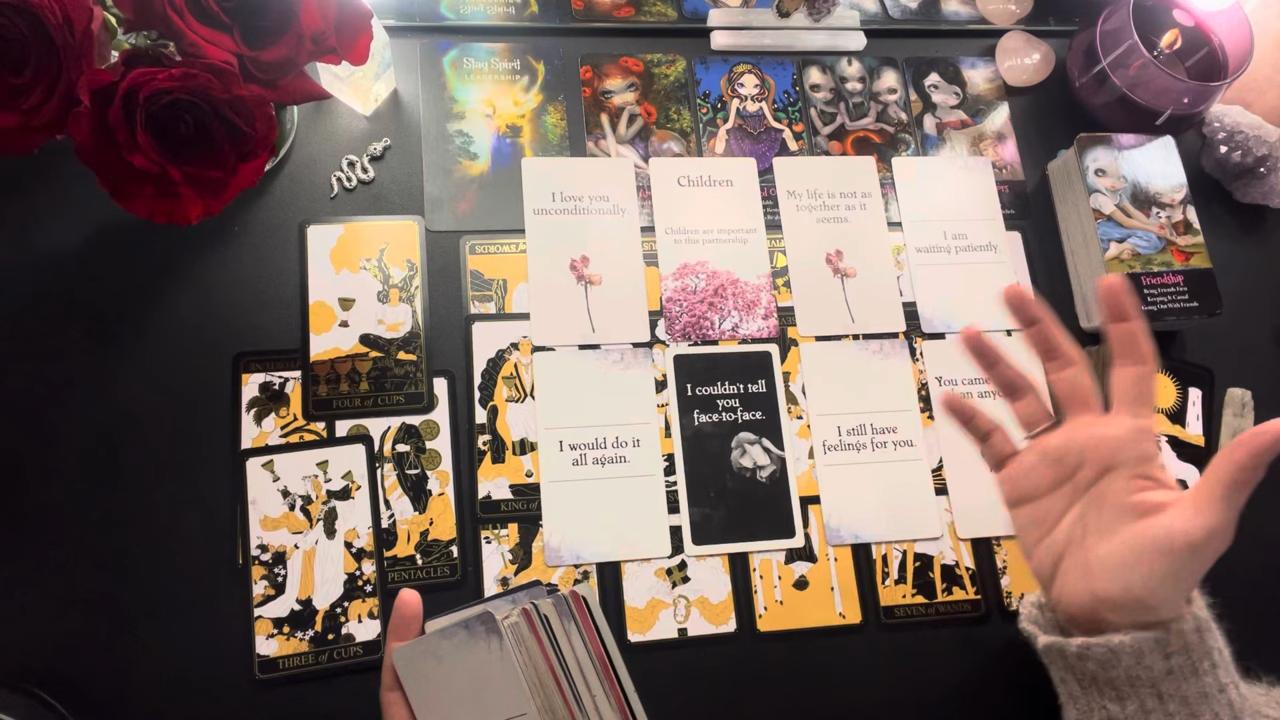 Stay Spirit
LEADERSHIP
I love you
unconditionally.
Children
Children are important
to this partnership
My life is not as
together as it
seems.
I am
waiting patiently.
Friendship
Being Friends First
Keeping It Casual
Going Out With Friends
of SWORDS
FOUR of CUPS
KING of
PENTACLES
THREE of CUPS
I would do it
all again.
I couldn't tell
you
face-to-face.
I still have
feelings for you.
You came
SEVEN of WANDS